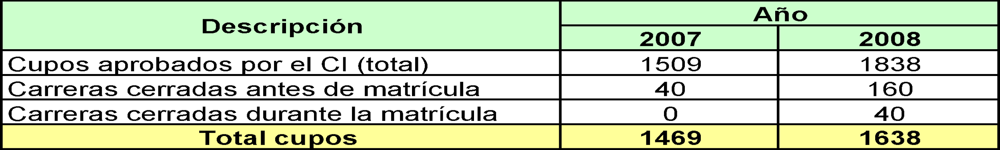 Descripción Año
2007 2008
Cupos aprobados por el CI (total) 1509 1838
Carreras cerradas antes de matrícula 40 160
Carreras cerradas durante la matrícula 0 40
Total cupos 1469 1638